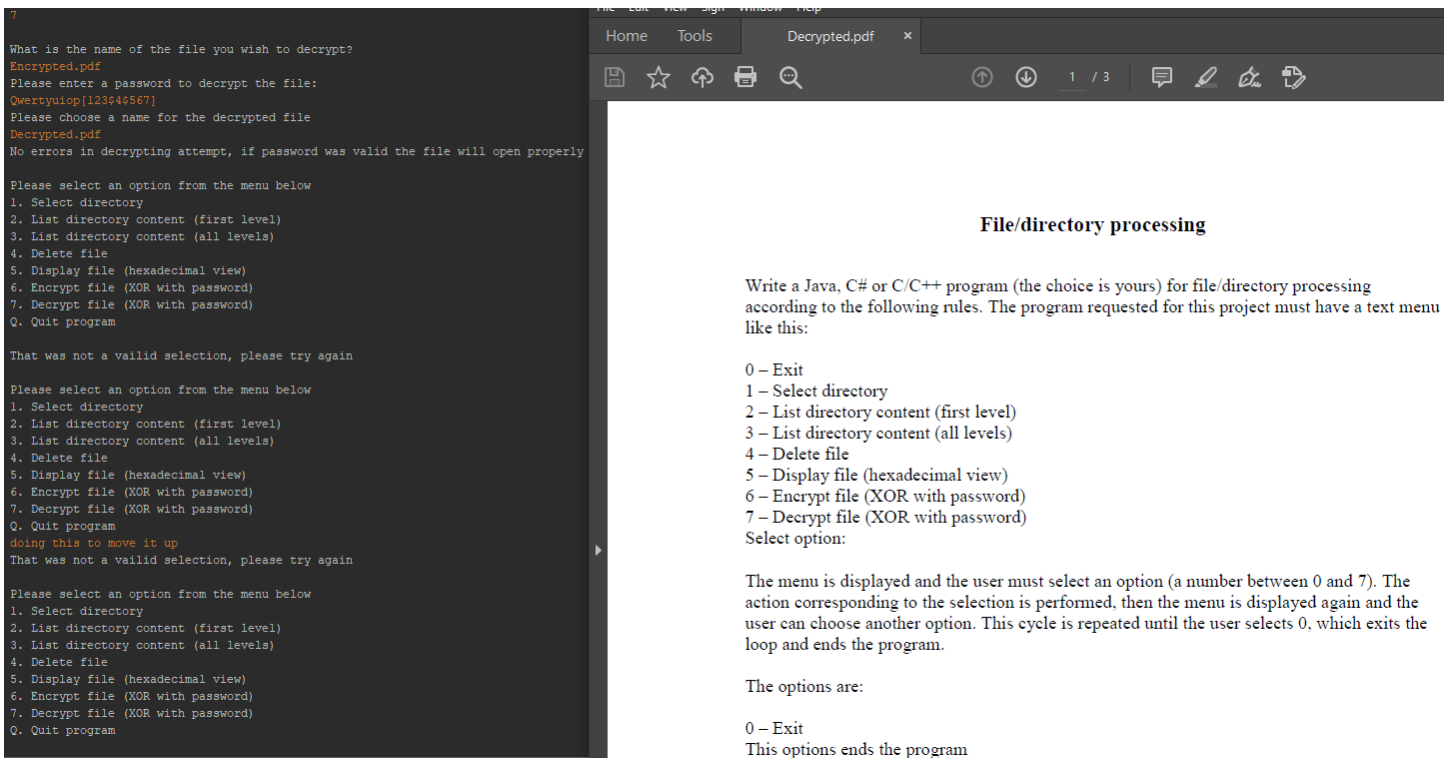 7
What is the name of the file you wish to decrypt?
Encrypted.pdf
Please enter a password to decrypt the file:
Qwertyuiop[123$4$567]
Please choose a name for the decrypted file
Decrypted.pdf
No errors in decrypting attempt, if password was valid the file will open properly
Please select an option from the menu below
1. Select directory
2. List directory content (first level)
3. List directory content (all levels)
4. Delete file
5. Display file (hexadecimal view)
6. Encrypt file (XOR with password)
7. Decrypt file (XOR with password)
Q. Quit program
That was not a vailid selection, please try again
Please select an option from the menu below
1. Select directory
2. List directory content (first level)
3. List directory content (all levels)
4. Delete file
5. Display file (hexadecimal view)
6. Encrypt file (XOR with password)
7. Decrypt file (XOR with password)
Q. Quit program
doing this to move it up
That was not a vailid selection, please try again
Please select an option from the menu below
1. Select directory
2. List directory content (first level)
3. List directory content (all levels)
4. Delete file
5. Display file (hexadecimal view)
6. Encrypt file (XOR with password)
7. Decrypt file (XOR with password)
Q. Quit program
File Edit View Sign Window Help
Home Tools Decrypted.pdf ×
1 / 3
File/directory processing
Write a Java, C# or C/C++ program (the choice is yours) for file/directory processing
according to the following rules. The program requested for this project must have a text menu
like this:
0 – Exit
1 – Select directory
2 – List directory content (first level)
3 – List directory content (all levels)
4 – Delete file
5 – Display file (hexadecimal view)
6 – Encrypt file (XOR with password)
7 – Decrypt file (XOR with password)
Select option:
The menu is displayed and the user must select an option (a number between 0 and 7). The
action corresponding to the selection is performed, then the menu is displayed again and the
user can choose another option. This cycle is repeated until the user selects 0, which exits the
loop and ends the program.
The options are:
0 – Exit
This options ends the program